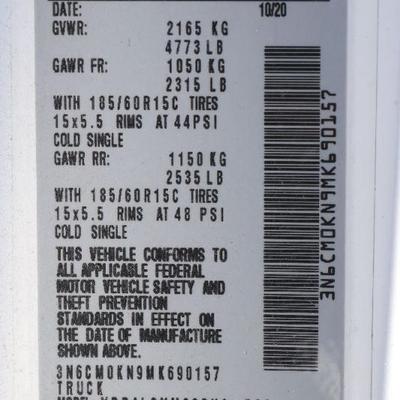 DATE: 10/20
GVWR: 2165 KG
4773 LB
GAWR FR: 1050 KG
2315 LB
WITH 185/60R15C TIRES
15x5.5 RIMS AT 44PSI
COLD SINGLE
GAWR RR: 1150 KG
2535 LB
WITH 185/60R15C TIRES
15x5.5 RIMS AT 48 PSI
COLD SINGLE
THIS VEHICLE CONFORMS TO
ALL APPLICABLE FEDERAL
MOTOR VEHICLE SAFETY AND
THEFT PREVENTION
STANDARDS IN EFFECT ON
THE DATE OF MANUFACTURE
SHOWN ABOVE.
3N6CM0KN9MK690157
TRUCK
3N6CM0KN9MK690157